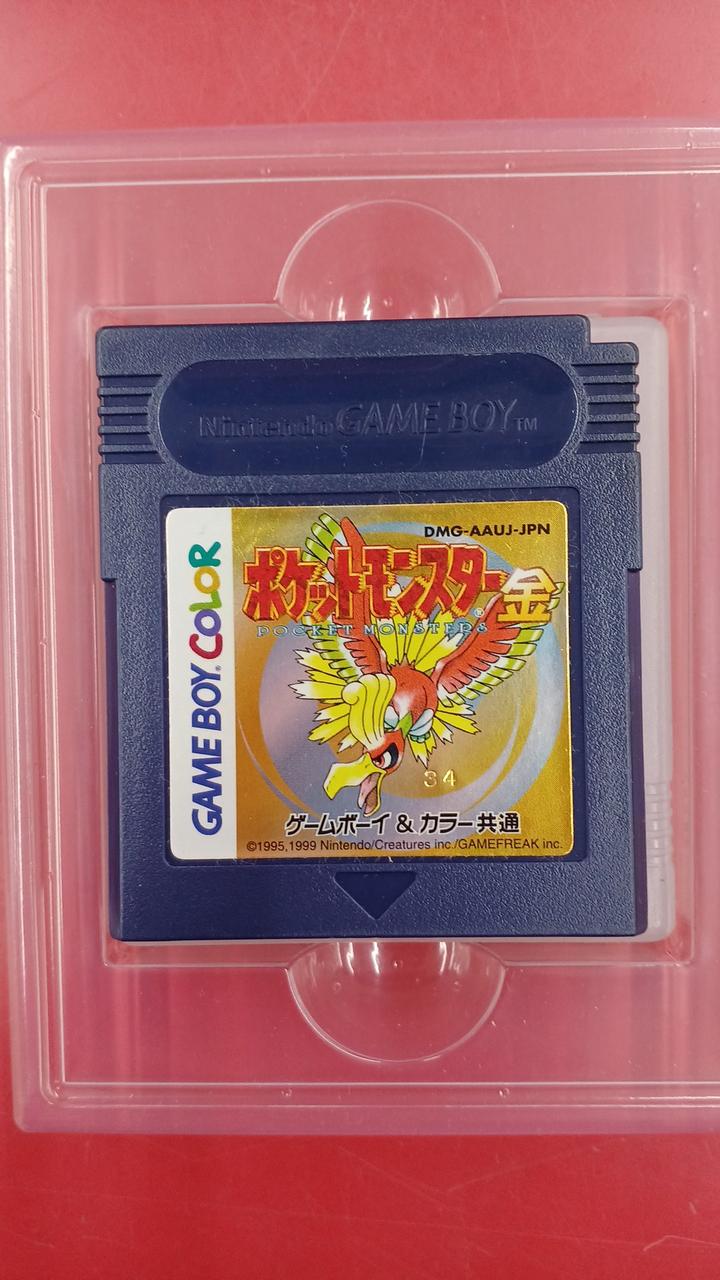 Nintendo GAME BOY™
DMG-AAUJ-JPN
ポケットモンスター®金
POCKET MONSTERS
GAME BOY® COLOR
34
ゲームボーイ & カラー共通
©1995,1999 Nintendo/Creatures inc./GAMEFREAK inc.